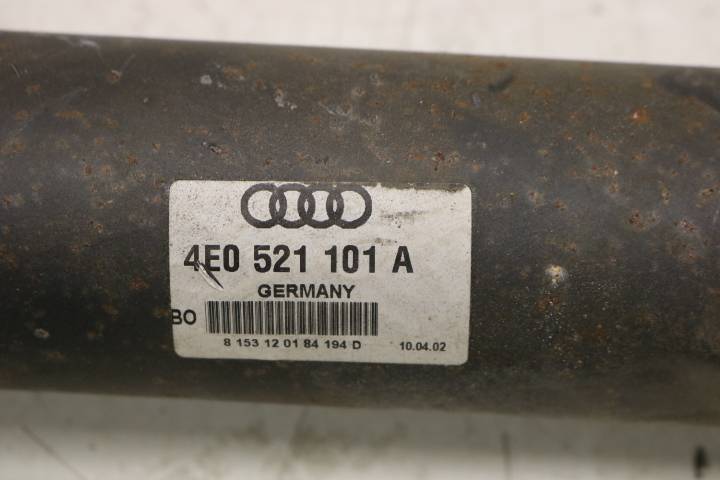 4E0 521 101 A
GERMANY
BO
8 153 12 01 84 194 D 10.04.02